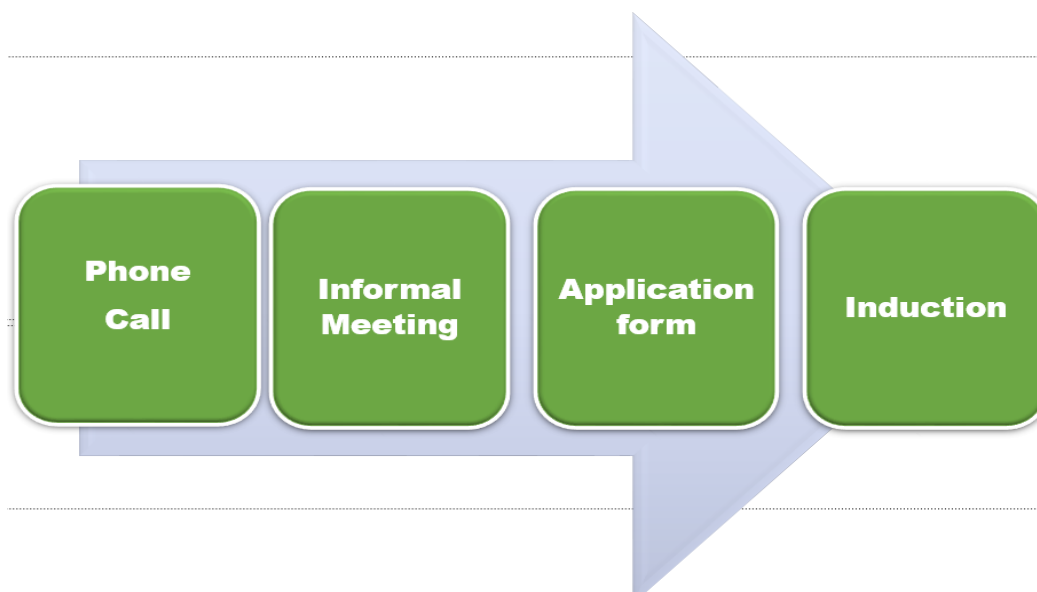 Phone
Call
Informal
Meeting
Application
form
Induction